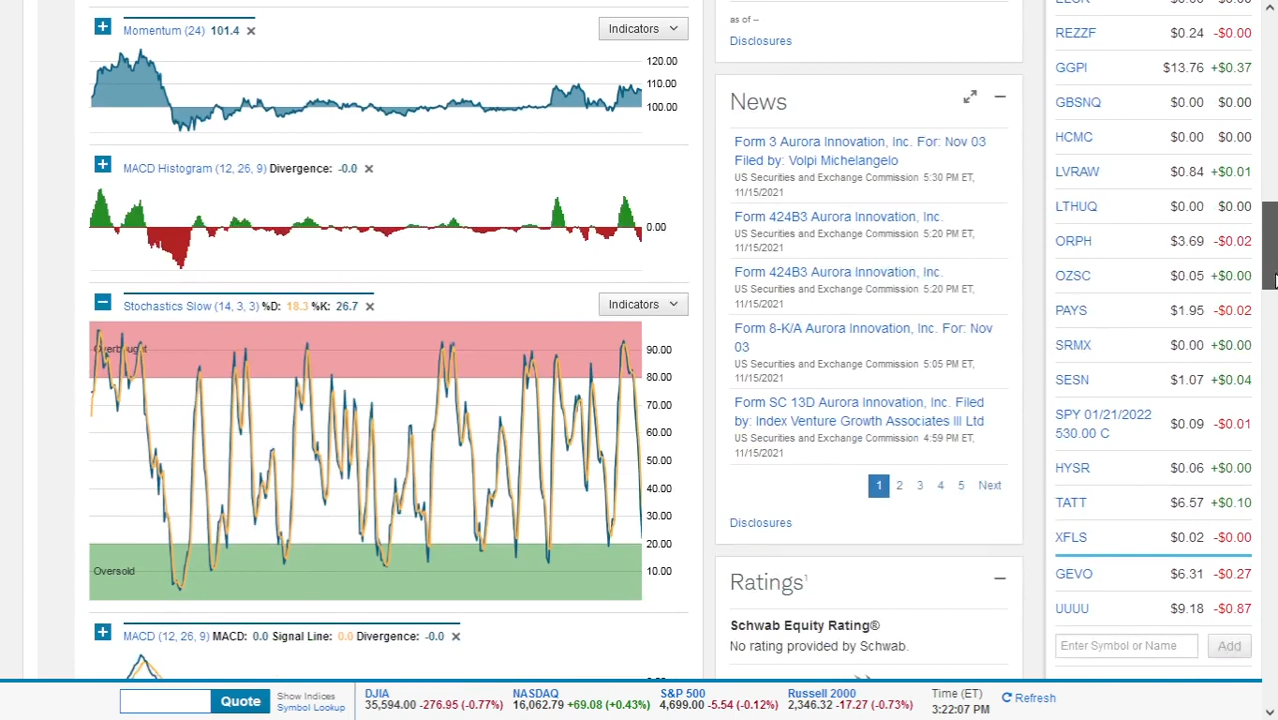 Momentum (24) 101.4
Indicators
120.00
110.00
100.00
MACD Histogram (12, 26, 9) Divergence: -0.0
0.00
Stochastics Slow (14, 3, 3) %D: 18.3 %K: 26.7
Indicators
Overbought
90.00
80.00
70.00
60.00
50.00
40.00
30.00
20.00
Oversold
10.00
MACD (12, 26, 9) MACD: 0.0 Signal Line: 0.0 Divergence: -0.0
as of --
Disclosures
News
Form 3 Aurora Innovation, Inc. For: Nov 03
Filed by: Volpi Michelangelo
US Securities and Exchange Commission 5:30 PM ET,
11/15/2021
Form 424B3 Aurora Innovation, Inc.
US Securities and Exchange Commission 5:20 PM ET,
11/15/2021
Form 424B3 Aurora Innovation, Inc.
US Securities and Exchange Commission 5:20 PM ET,
11/15/2021
Form 8-K/A Aurora Innovation, Inc. For: Nov
03
US Securities and Exchange Commission 5:05 PM ET,
11/15/2021
Form SC 13D Aurora Innovation, Inc. Filed
by: Index Venture Growth Associates III Ltd
US Securities and Exchange Commission 4:59 PM ET,
11/15/2021
1 2 3 4 5 Next
Disclosures
Ratings¹
Schwab Equity Rating®
No rating provided by Schwab.
REZZF $0.24 -$0.00
GGPI $13.76 +$0.37
GBSNQ $0.00 $0.00
HCMC $0.00 $0.00
LVRAW $0.84 +$0.01
LTHUQ $0.00 $0.00
ORPH $3.69 -$0.02
OZSC $0.05 +$0.00
PAYS $1.95 -$0.02
SRMX $0.00 +$0.00
SESN $1.07 +$0.04
SPY 01/21/2022
530.00 C $0.09 -$0.01
HYSR $0.06 +$0.00
TATT $6.57 +$0.10
XFLS $0.02 -$0.00
GEVO $6.31 -$0.27
UUUU $9.18 -$0.87
Enter Symbol or Name Add
Quote
Show Indices
Symbol Lookup
DJIA
35,594.00 -276.95 (-0.77%)
NASDAQ
16,062.79 +69.08 (+0.43%)
S&P 500
4,699.00 -5.54 (-0.12%)
Russell 2000
2,346.32 -17.27 (-0.73%)
Time (ET)
3:22:07 PM
Refresh